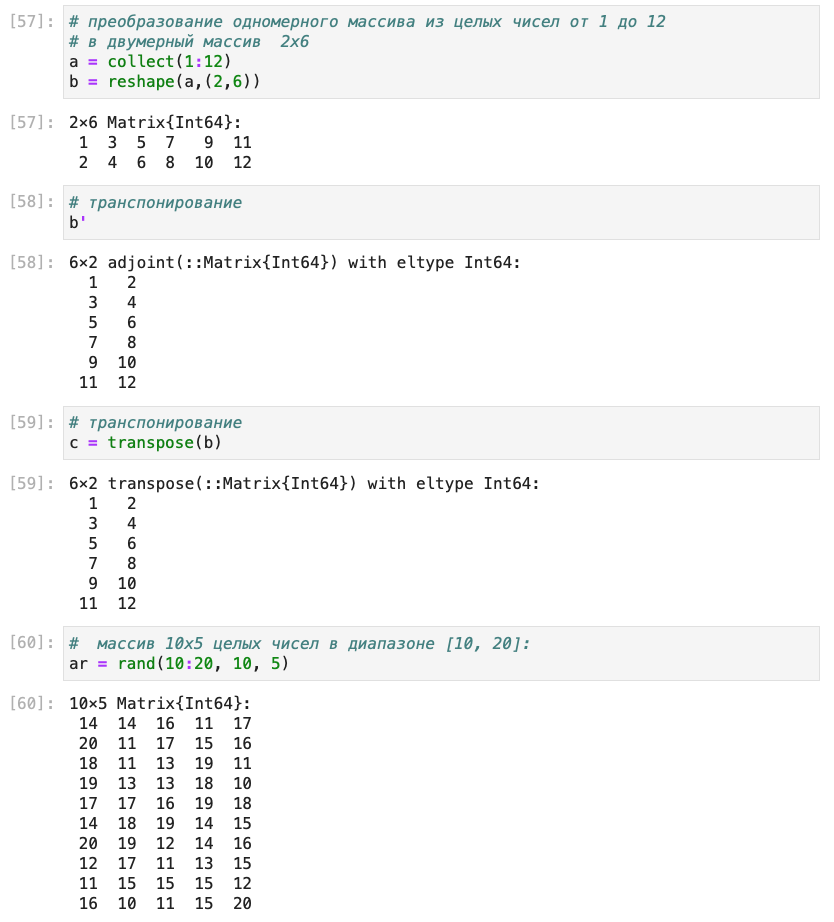 [57]: # преобразование одномерного массива из целых чисел от 1 до 12
# в двумерный массив  2x6
a = collect(1:12)
b = reshape(a,(2,6))
[57]: 2×6 Matrix{Int64}:
 1  3  5  7   9  11
 2  4  6  8  10  12
[58]: # транспонирование
b'
[58]: 6×2 adjoint(::Matrix{Int64}) with eltype Int64:
  1   2
  3   4
  5   6
  7   8
  9  10
 11  12
[59]: # транспонирование
c = transpose(b)
[59]: 6×2 transpose(::Matrix{Int64}) with eltype Int64:
  1   2
  3   4
  5   6
  7   8
  9  10
 11  12
[60]: #  массив 10x5 целых чисел в диапазоне [10, 20]:
ar = rand(10:20, 10, 5)
[60]: 10×5 Matrix{Int64}:
 14  14  16  11  17
 20  11  17  15  16
 18  11  13  19  11
 19  13  13  18  10
 17  17  16  19  18
 14  18  19  14  15
 20  19  12  14  16
 12  17  11  13  15
 11  15  15  15  12
 16  10  11  15  20